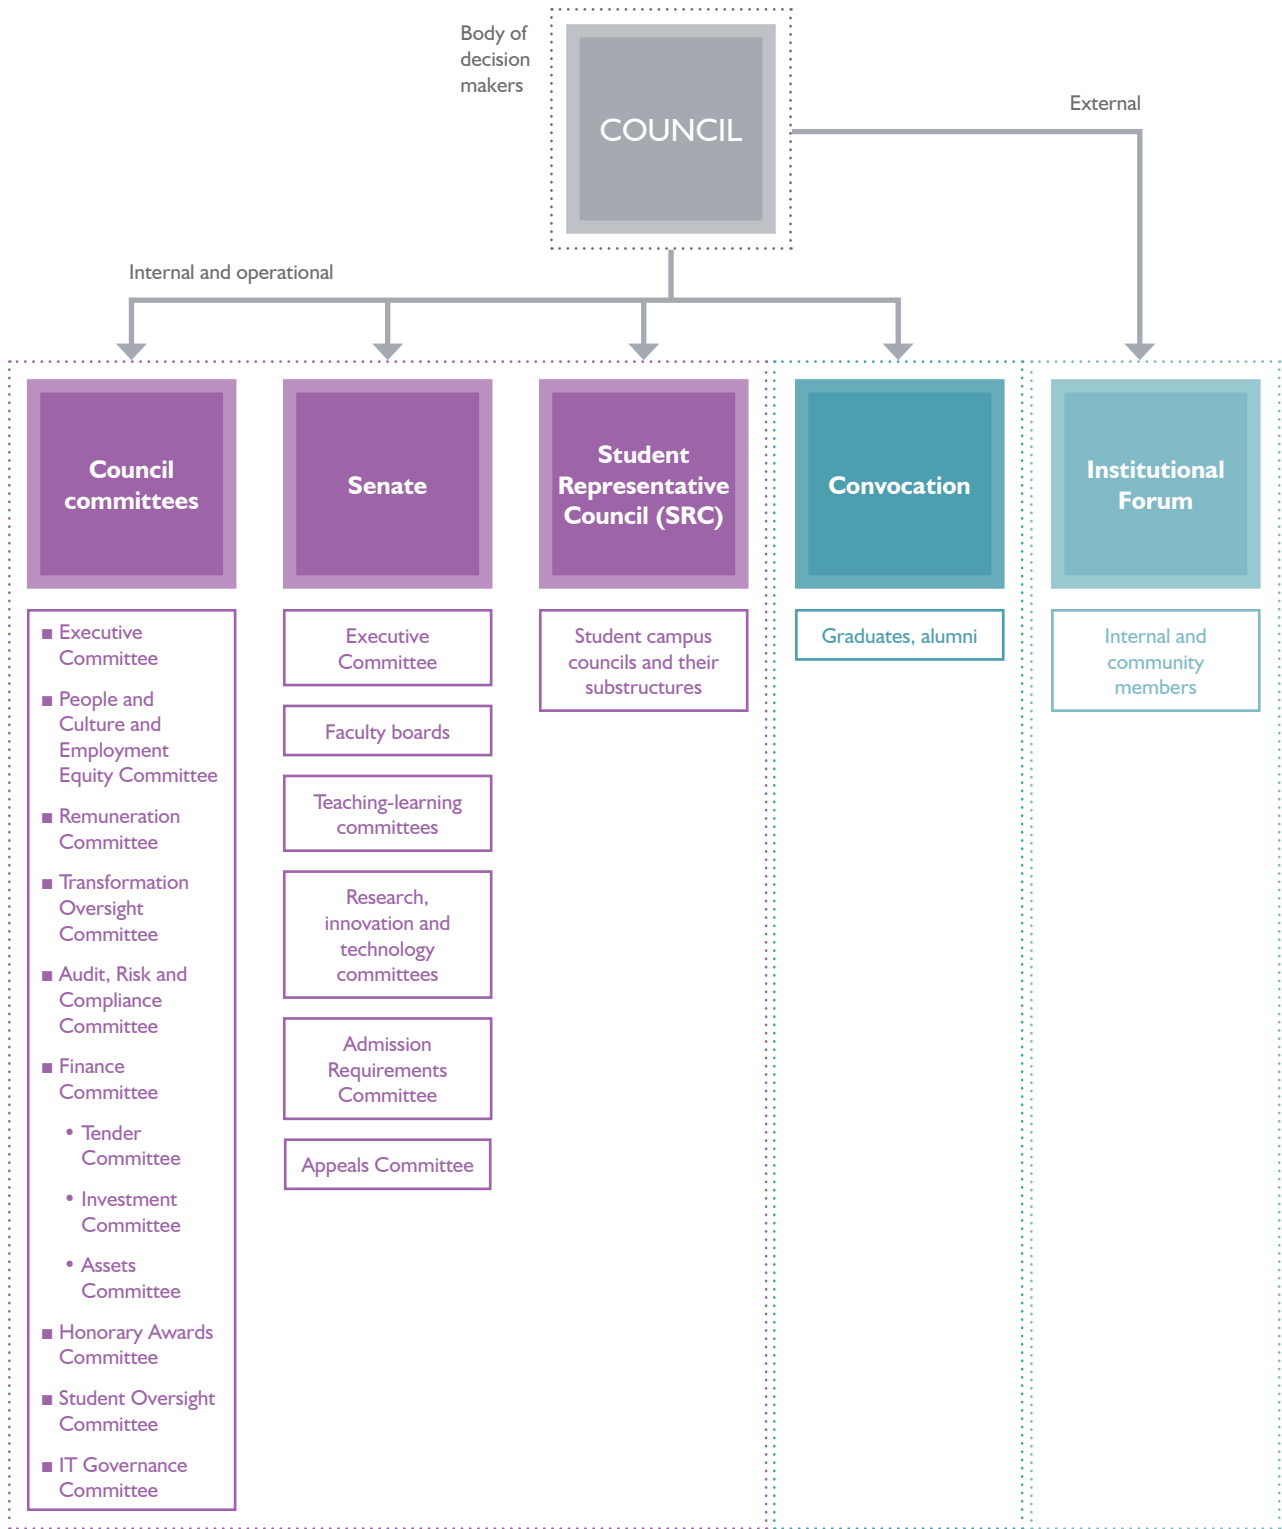 Body of
decision
makers
COUNCIL
External
Internal and operational
Council
committees
■ Executive
Committee
■ People and
Culture and
Employment
Equity Committee
■ Remuneration
Committee
■ Transformation
Oversight
Committee
■ Audit, Risk and
Compliance
Committee
■ Finance
Committee
• Tender
Committee
• Investment
Committee
• Assets
Committee
■ Honorary Awards
Committee
■ Student Oversight
Committee
■ IT Governance
Committee
Senate
Executive
Committee
Faculty boards
Teaching-learning
committees
Research,
innovation and
technology
committees
Admission
Requirements
Committee
Appeals Committee
Student
Representative
Council (SRC)
Student campus
councils and their
substructures
Convocation
Graduates, alumni
Institutional
Forum
Internal and
community
members